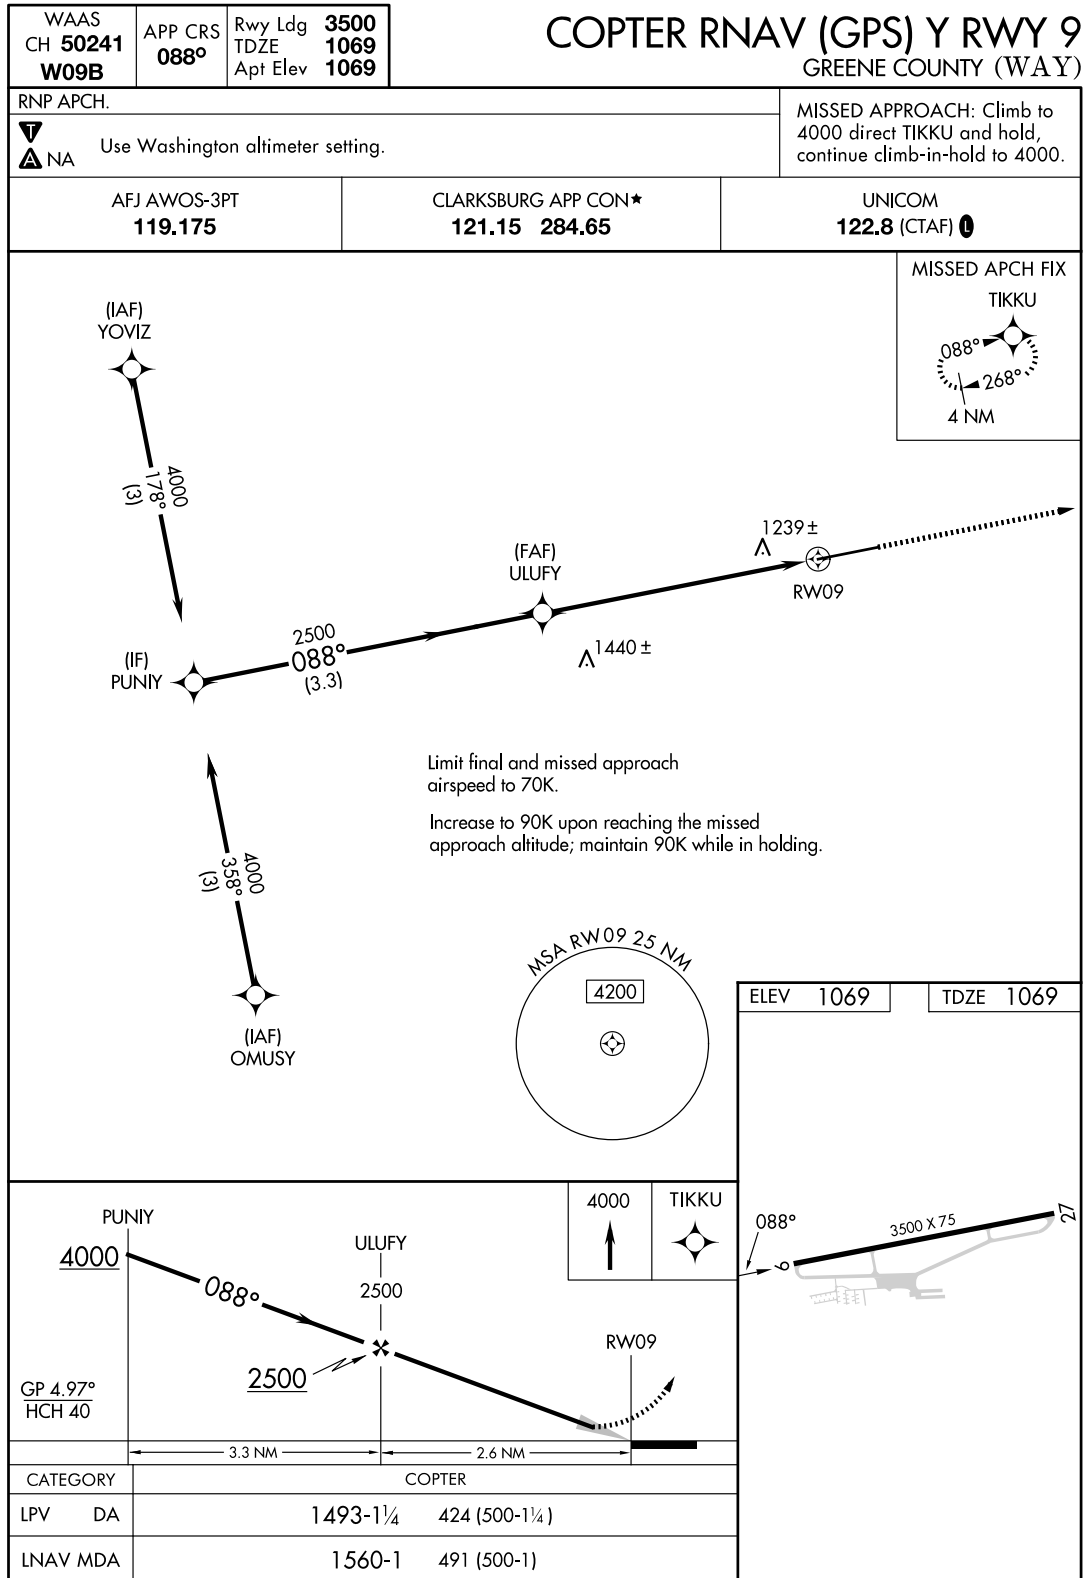 WAAS
CH 50241
W09B
APP CRS
088°
Rwy Ldg 3500
TDZE 1069
Apt Elev 1069
COPTER RNAV (GPS) Y RWY 9
GREENE COUNTY (WAY)
RNP APCH.
T
A NA
Use Washington altimeter setting.
MISSED APPROACH: Climb to
4000 direct TIKKU and hold,
continue climb-in-hold to 4000.
AFJ AWOS-3PT
119.175
CLARKSBURG APP CON★
121.15 284.65
UNICOM
122.8 (CTAF) L
MISSED APCH FIX
TIKKU
088°
268°
4 NM
(IAF)
YOVIZ
4000
178°
(3)
1239 ±
(FAF)
ULUFY
RW09
2500
088°
(3.3)
1440 ±
(IF)
PUNIY
Limit final and missed approach
airspeed to 70K.
Increase to 90K upon reaching the missed
approach altitude; maintain 90K while in holding.
4000
358°
(3)
(IAF)
OMUSY
MSA RW09 25 NM
4200
ELEV 1069
TDZE 1069
088°
3500 X 75
9
27
4000
TIKKU
PUNIY
4000
088°
ULUFY
2500
2500
RW09
GP 4.97°
HCH 40
3.3 NM
2.6 NM
CATEGORY
COPTER
LPV DA
1493-1¼ 424 (500-1¼)
LNAV MDA
1560-1 491 (500-1)